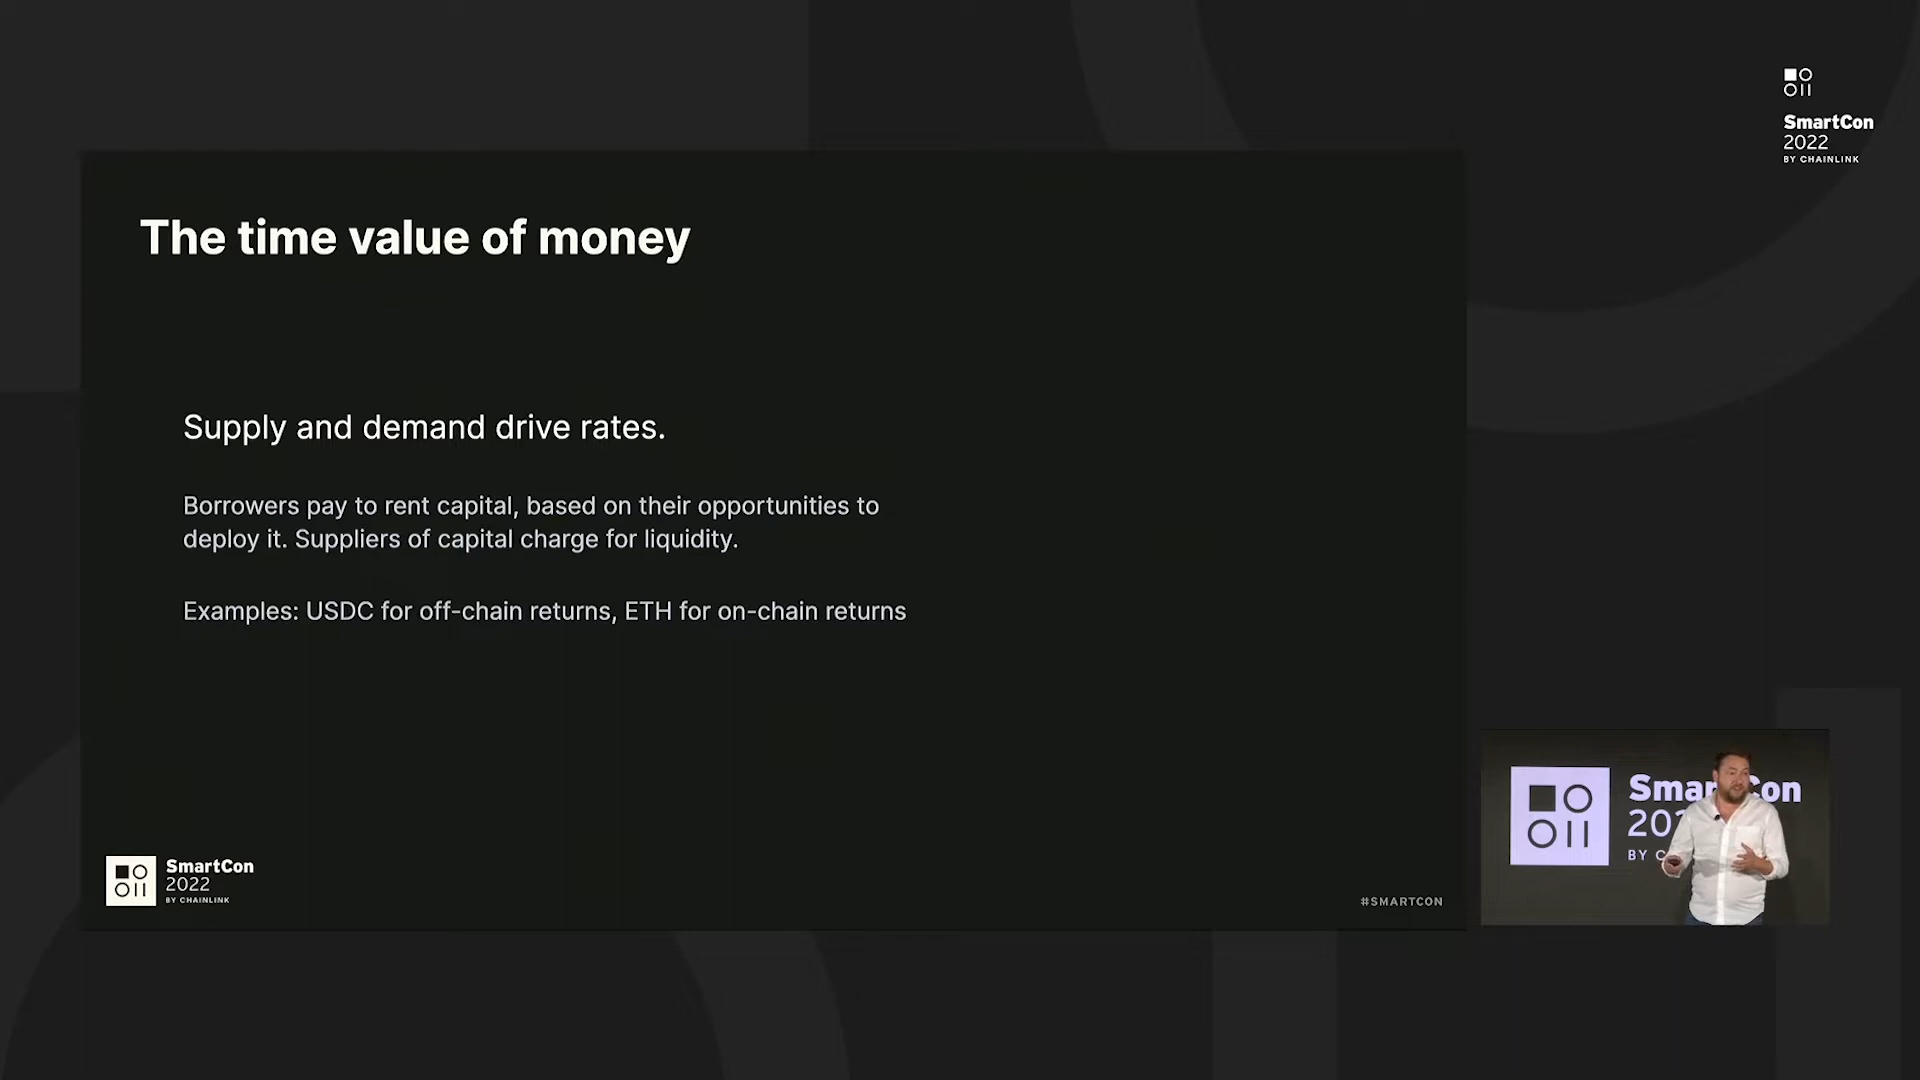 SmartCon
2022
BY CHAINLINK
The time value of money
Supply and demand drive rates.
Borrowers pay to rent capital, based on their opportunities to
deploy it. Suppliers of capital charge for liquidity.
Examples: USDC for off-chain returns, ETH for on-chain returns
SmartCon
2022
BY CHAINLINK
#SMARTCON